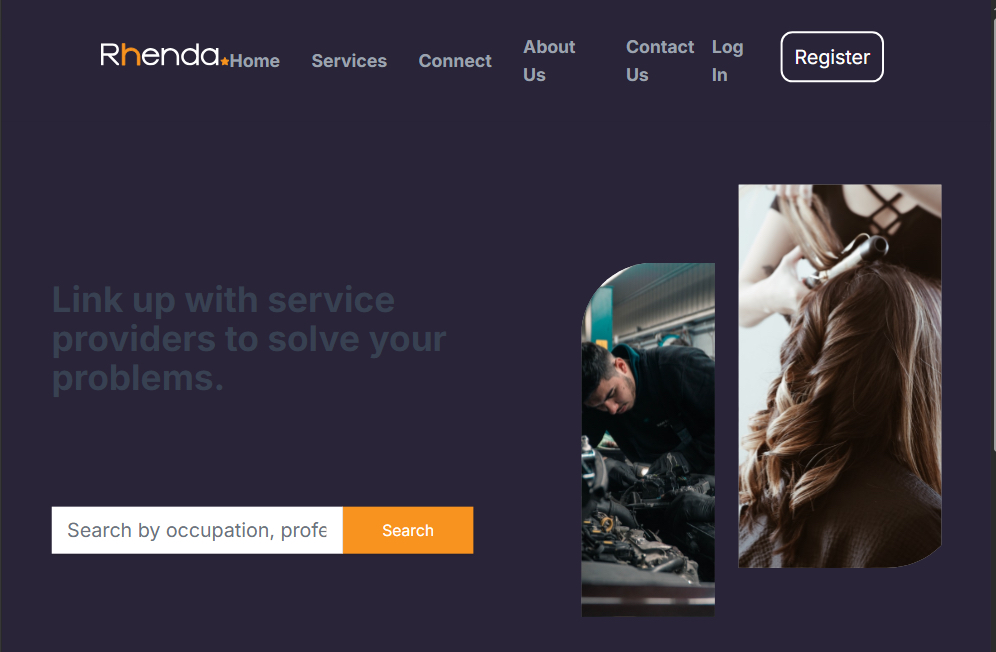 Rhenda
Home
Services
Connect
About
Us
Contact
Us
Log
In
Register
Link up with service
providers to solve your
problems.
Search by occupation, profe
Search